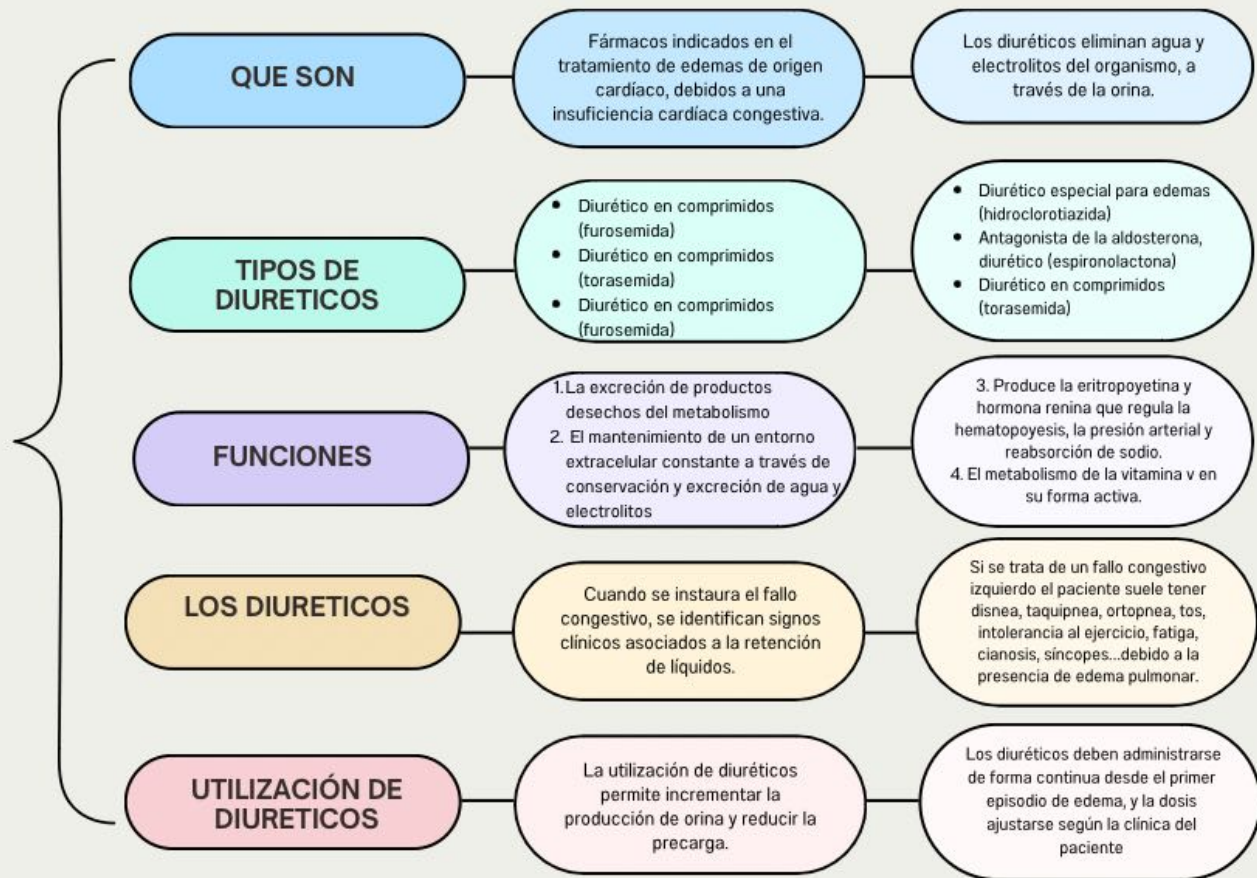 QUE SON
Fármacos indicados en el
tratamiento de edemas de origen
cardíaco, debidos a una
insuficiencia cardíaca congestiva.
Los diuréticos eliminan agua y
electrolitos del organismo, a
través de la orina.
TIPOS DE
DIURETICOS
• Diurético en comprimidos
(furosemida)
• Diurético en comprimidos
(torasemida)
• Diurético en comprimidos
(furosemida)
• Diurético especial para edemas
(hidroclorotiazida)
• Antagonista de la aldosterona,
diurético (espironolactona)
• Diurético en comprimidos
(torasemida)
FUNCIONES
1. La excreción de productos
desechos del metabolismo
2. El mantenimiento de un entorno
extracelular constante a través de
conservación y excreción de agua y
electrolitos
3. Produce la eritropoyetina y
hormona renina que regula la
hematopoyesis, la presión arterial y
reabsorción de sodio.
4. El metabolismo de la vitamina v en
su forma activa.
LOS DIURETICOS
Cuando se instaura el fallo
congestivo, se identifican signos
clínicos asociados a la retención
de líquidos.
Si se trata de un fallo congestivo
izquierdo el paciente suele tener
disnea, taquipnea, ortopnea, tos,
intolerancia al ejercicio, fatiga,
cianosis, síncopes...debido a la
presencia de edema pulmonar.
UTILIZACIÓN DE
DIURETICOS
La utilización de diuréticos
permite incrementar la
producción de orina y reducir la
precarga.
Los diuréticos deben administrarse
de forma continua desde el primer
episodio de edema, y la dosis
ajustarse según la clínica del
paciente